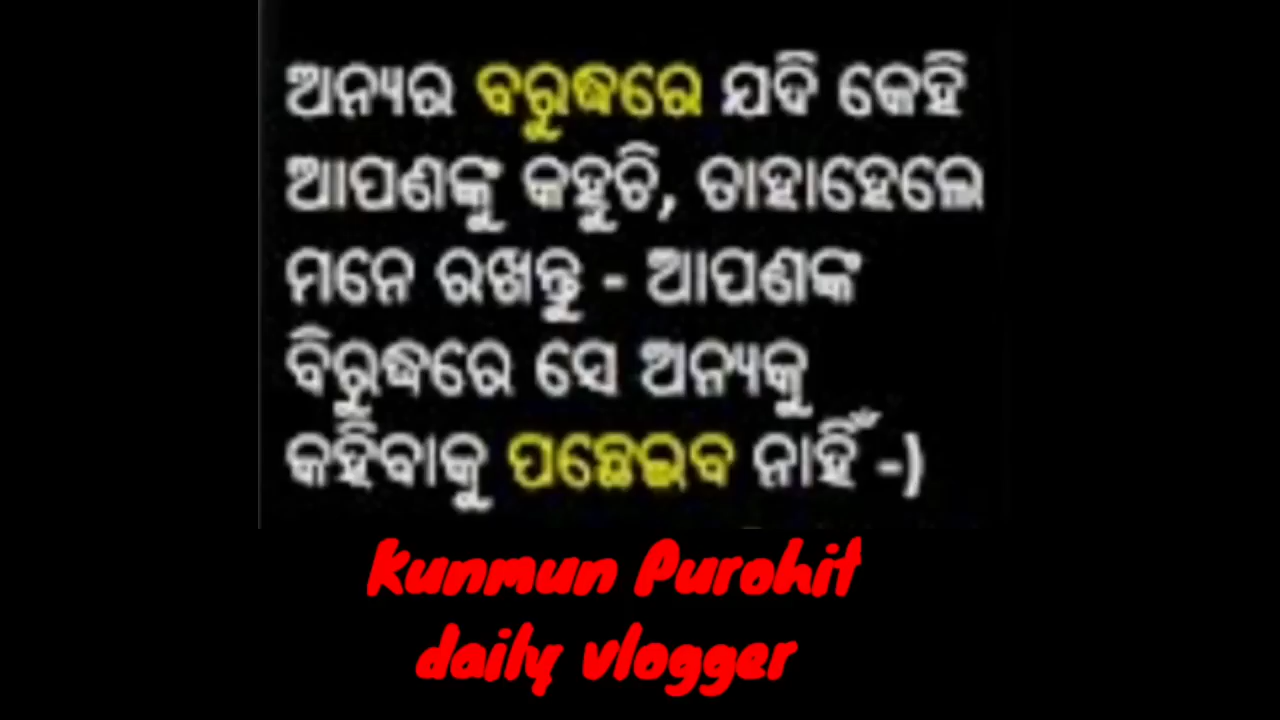 ଅନ୍ୟର ବରୁଦ୍ଧରେ ଯଦି କେହି
ଆପଣଙ୍କୁ କହୁଚି, ତାହାହେଲେ
ମନେ ରଖନ୍ତୁ - ଆପଣଙ୍କ
ବିରୁଦ୍ଧରେ ସେ ଅନ୍ୟକୁ
କହିବାକୁ ପଛେଇବ ନାହିଁ -)
Kunmun Purohit
daily vlogger